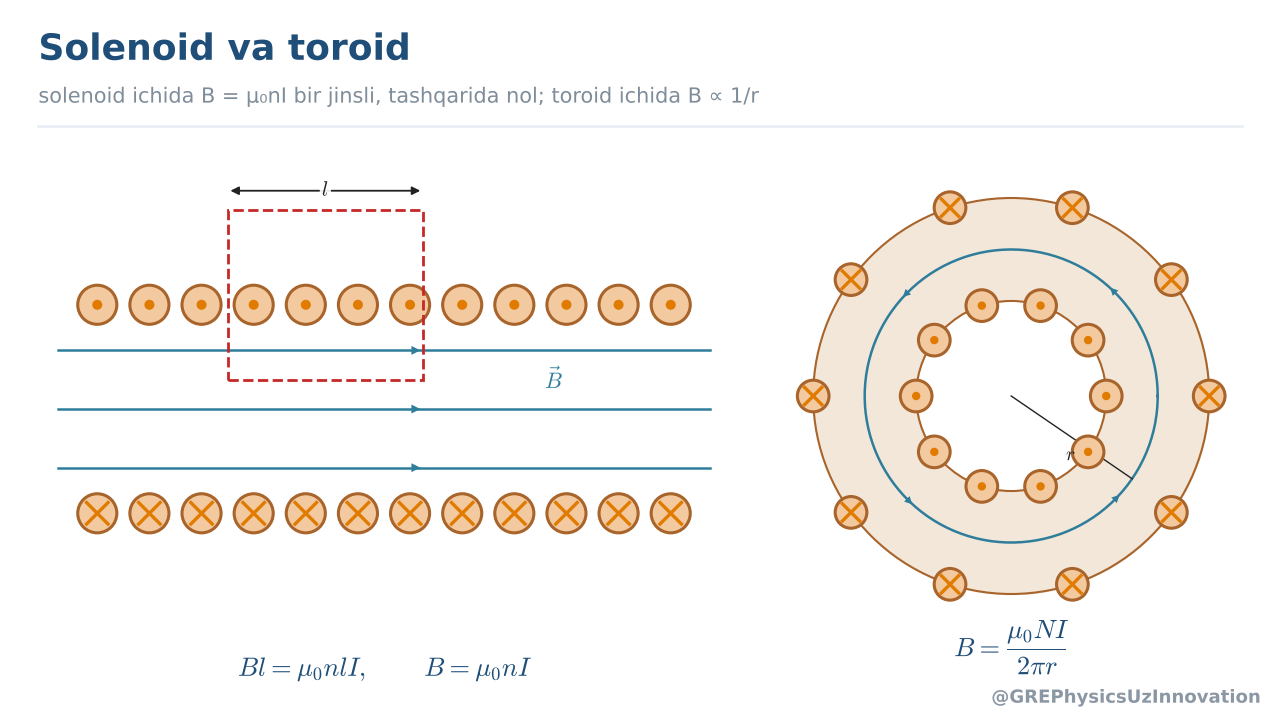 Solenoid va toroid
solenoid ichida B = μ₀nI bir jinsli, tashqarida nol; toroid ichida B ∝ 1/r
l
B⃗
r
Bl = μ₀nlI, B = μ₀nI
B = μ₀NI / 2πr
@GREPhysicsUzInnovation